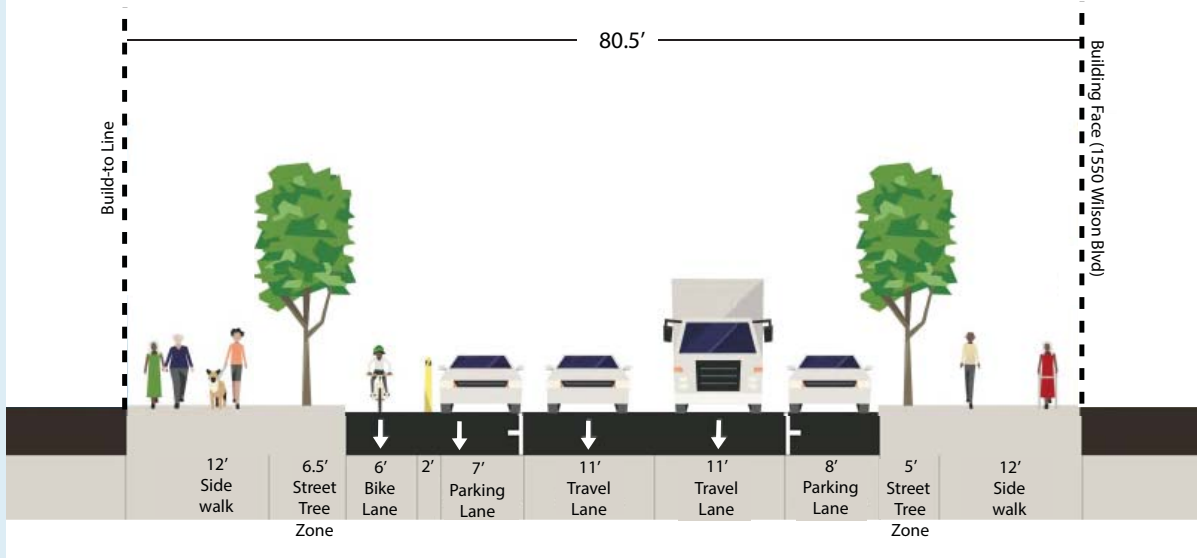 80.5’
Build-to Line
Building Face (1550 Wilson Blvd)
12’
Side
walk
6.5’
Street
Tree
Zone
6’
Bike
Lane
2’
7’
Parking
Lane
11’
Travel
Lane
11’
Travel
Lane
8’
Parking
Lane
5’
Street
Tree
Zone
12’
Side
walk